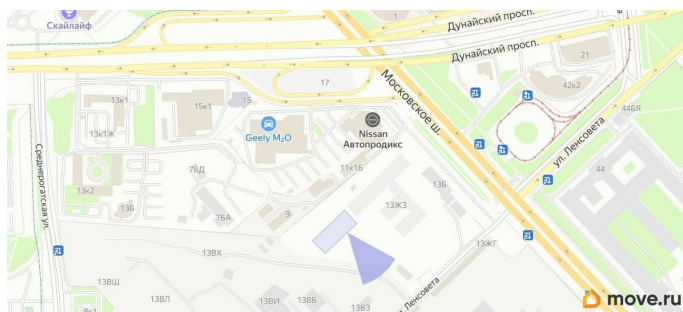 1
Дунайский просп.
Скайлайф
Дунайский просп.
21
17
42к2
Московское ш.
13к1
15к1
15
44БЯ
Geely M₂O
Nissan
Автопродикс
13к1Ж
ул. Ленсовета
Среднерогатская ул.
7БД
11к1Б
44
13к2
13Б
13Б
7БА
9
13ЖЗ
13ВХ
13ЖГ
13ВШ
13ВЛ
13ВИ
13ВБ
13ВЗ
Ленсовета
move.ru